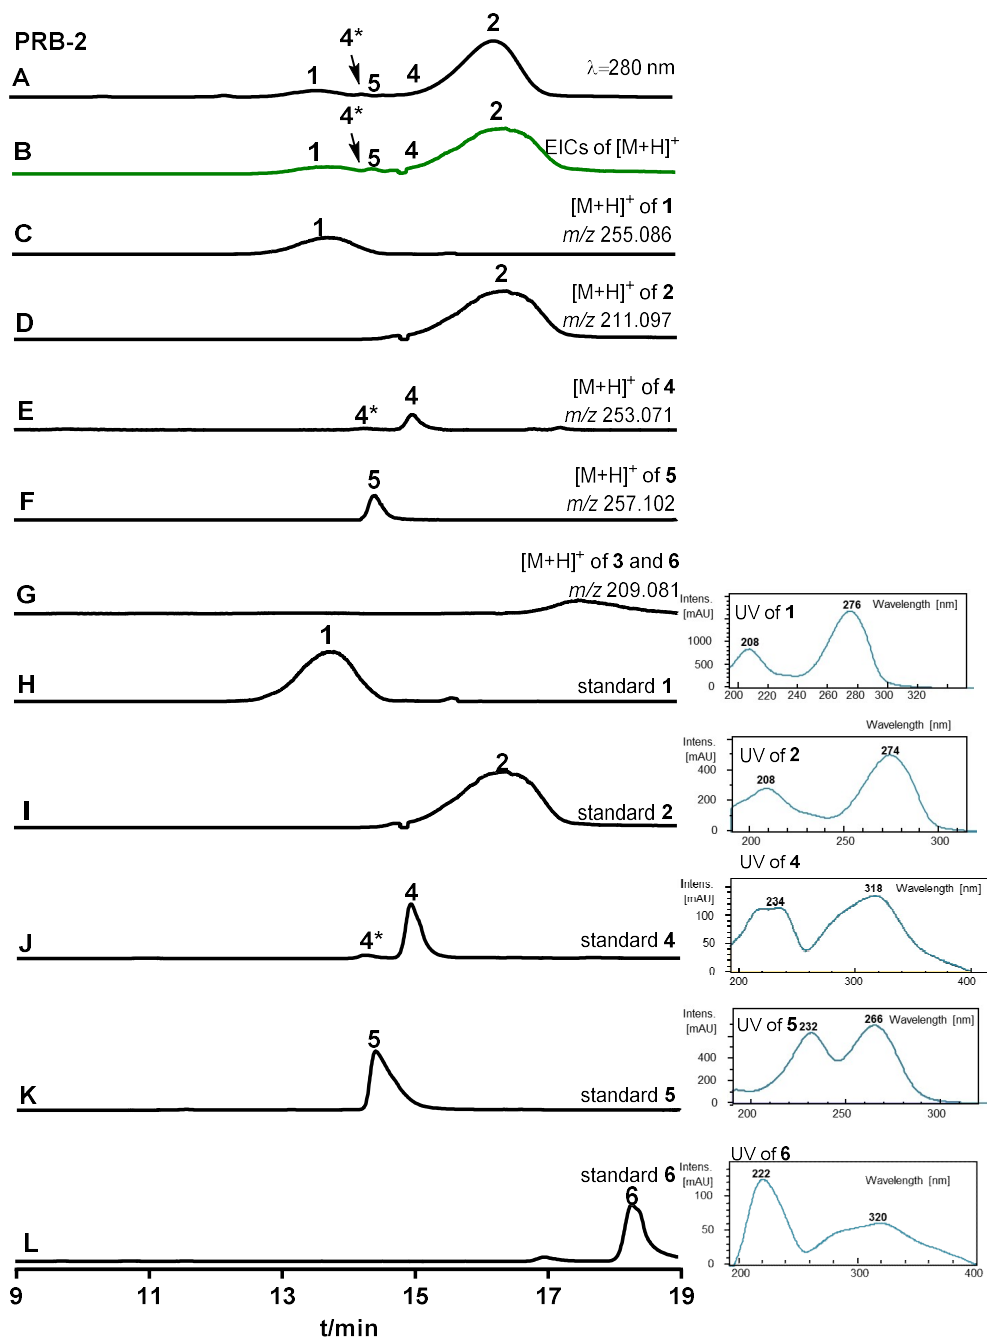 PRB-2
A
1
4*
5
4
2
λ=280 nm
B
1
4*
5
4
2
EICs of [M+H]+
C
1
[M+H]+ of 1
m/z 255.086
D
2
[M+H]+ of 2
m/z 211.097
E
4*
4
[M+H]+ of 4
m/z 253.071
F
5
[M+H]+ of 5
m/z 257.102
G
[M+H]+ of 3 and 6
m/z 209.081
H
1
standard 1
Intens.
[mAU]
UV of 1
276
Wavelength [nm]
208
1000
500
0
200 220 240 260 280 300 320
I
2
standard 2
Wavelength [nm]
Intens.
[mAU]
UV of 2
274
208
400
200
0
200 250 300
J
4*
4
standard 4
UV of 4
Intens.
[mAU]
234
318
Wavelength [nm]
100
50
0
200 300 400
K
5
standard 5
Intens.
[mAU]
UV of 5
232
266
Wavelength [nm]
400
200
0
200 250 300
L
6
standard 6
UV of 6
Intens.
[mAU]
222
Wavelength [nm]
320
100
50
0
200 300 400
9 11 13 15 17 19
t/min